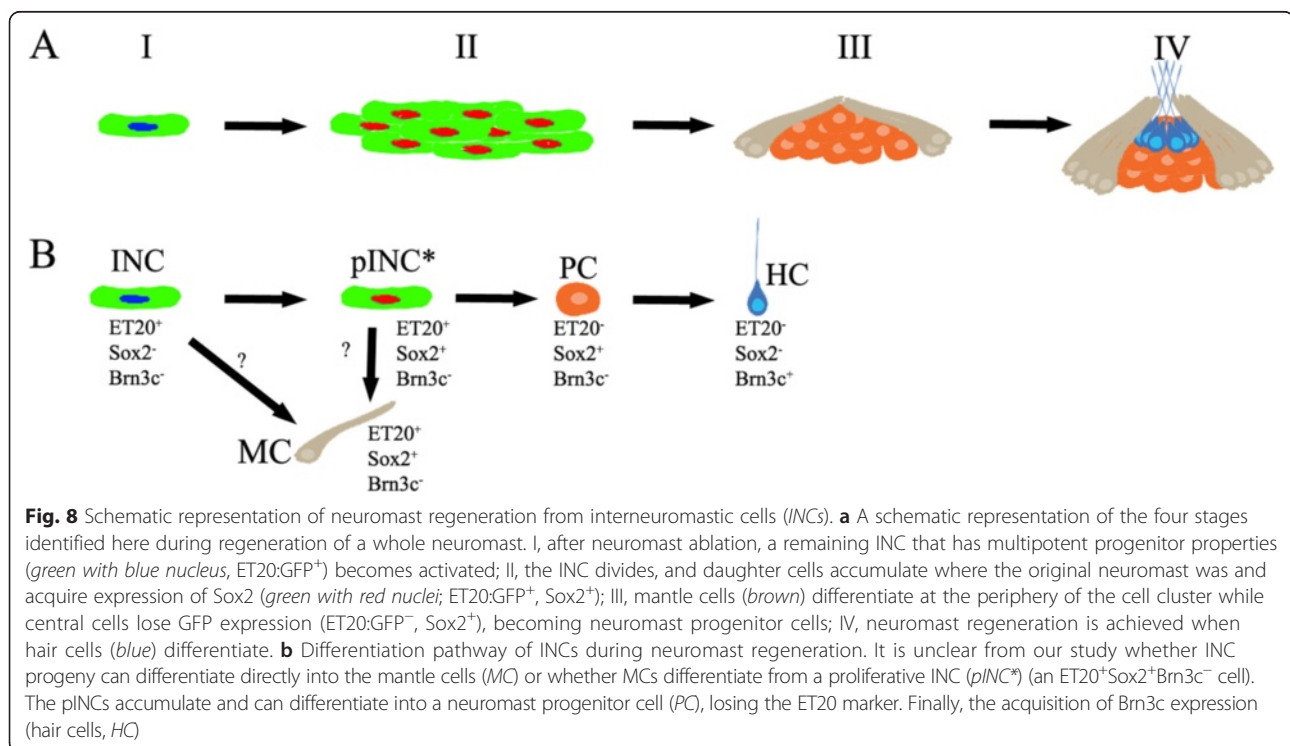 A
I
II
III
IV
B
INC
pINC*
PC
HC
ET20⁺
Sox2⁻
Brn3c⁻
?
?
ET20⁺
Sox2⁺
Brn3c⁻
ET20⁻
Sox2⁺
Brn3c⁻
ET20⁻
Sox2⁻
Brn3c⁺
MC
ET20⁺
Sox2⁺
Brn3c⁻
Fig. 8 Schematic representation of neuromast regeneration from interneuromastic cells (INCs). a A schematic representation of the four stages
identified here during regeneration of a whole neuromast. I, after neuromast ablation, a remaining INC that has multipotent progenitor properties
(green with blue nucleus, ET20:GFP⁺) becomes activated; II, the INC divides, and daughter cells accumulate where the original neuromast was and
acquire expression of Sox2 (green with red nuclei; ET20:GFP⁺, Sox2⁺); III, mantle cells (brown) differentiate at the periphery of the cell cluster while
central cells lose GFP expression (ET20:GFP⁻, Sox2⁺), becoming neuromast progenitor cells; IV, neuromast regeneration is achieved when
hair cells (blue) differentiate. b Differentiation pathway of INCs during neuromast regeneration. It is unclear from our study whether INC
progeny can differentiate directly into the mantle cells (MC) or whether MCs differentiate from a proliferative INC (pINC*) (an ET20⁺Sox2⁺Brn3c⁻ cell).
The pINCs accumulate and can differentiate into a neuromast progenitor cell (PC), losing the ET20 marker. Finally, the acquisition of Brn3c expression
(hair cells, HC)